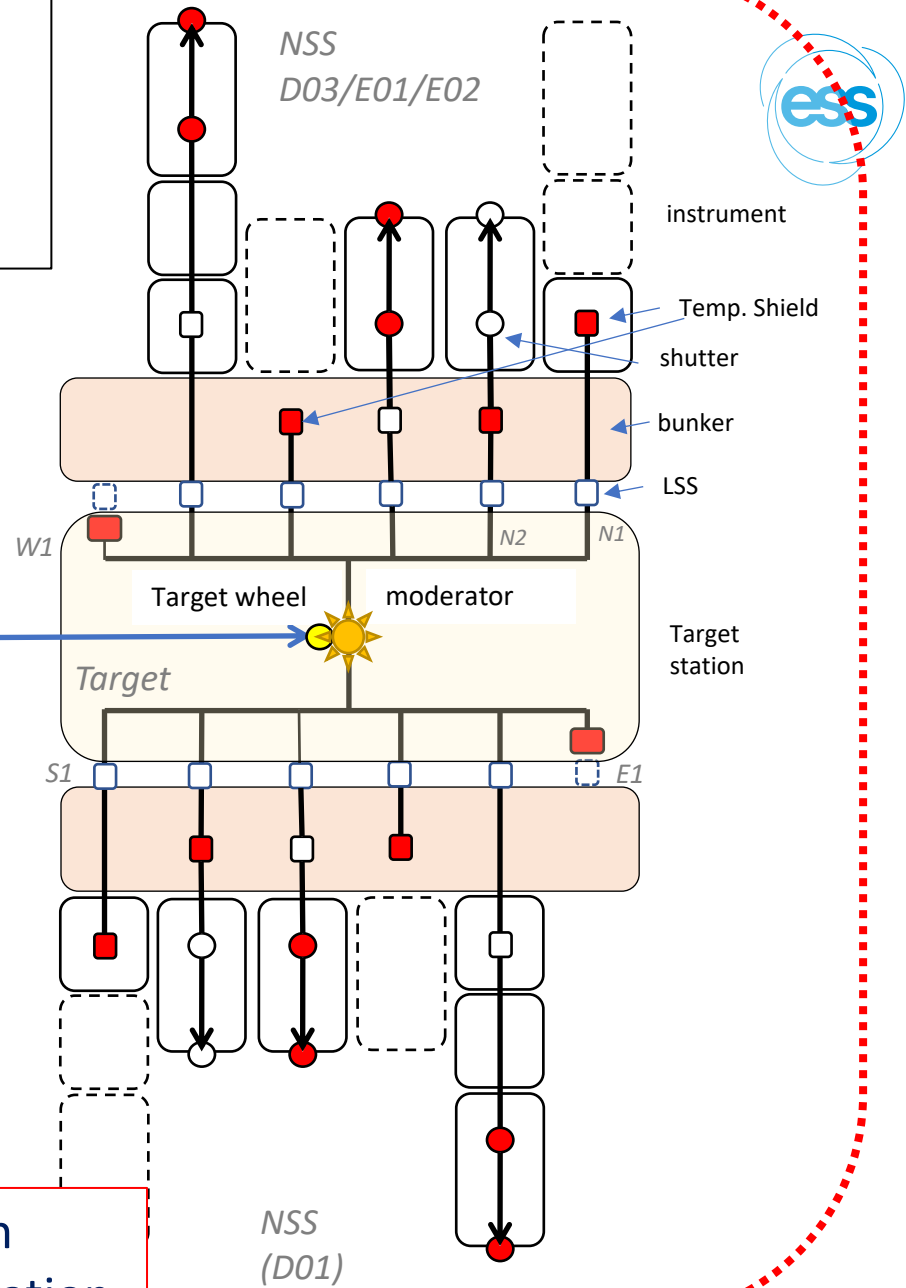 NSS
D03/E01/E02
ess
instrument
Temp. Shield
shutter
bunker
LSS
W1
N2
N1
Target wheel
moderator
Target
station
Target
S1
E1
NSS
(D01)